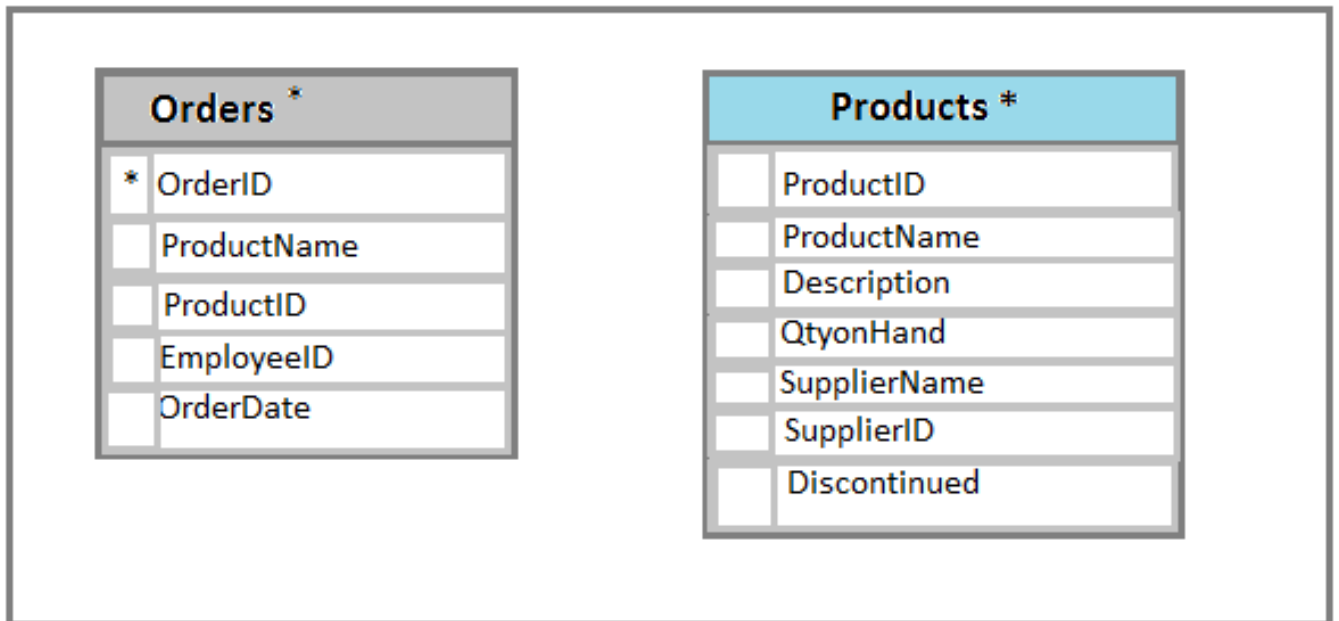 Orders *
* OrderID
ProductName
ProductID
EmployeeID
OrderDate
Products *
ProductID
ProductName
Description
QtyonHand
SupplierName
SupplierID
Discontinued